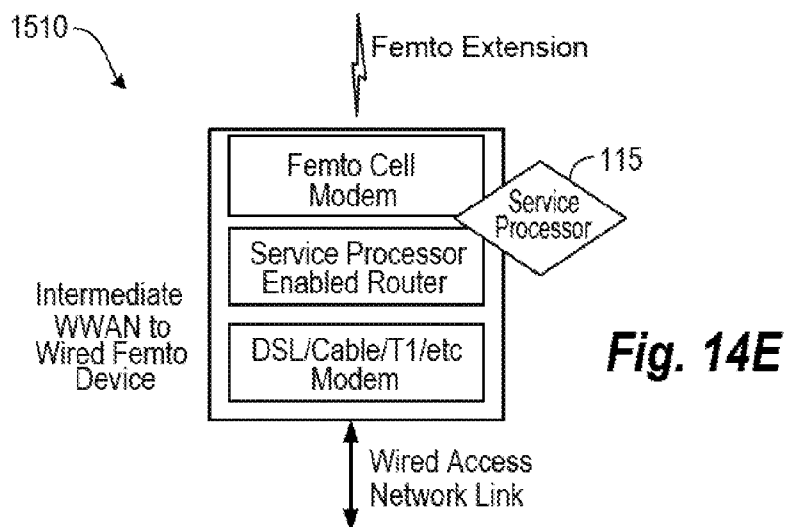 1510
Femto Extension
Femto Cell
Modem
115
Service
Processor
Service Processor
Enabled Router
Intermediate
WWAN to
Wired Femto
Device
DSL/Cable/T1/etc
Modem
Fig. 14E
Wired Access
Network Link